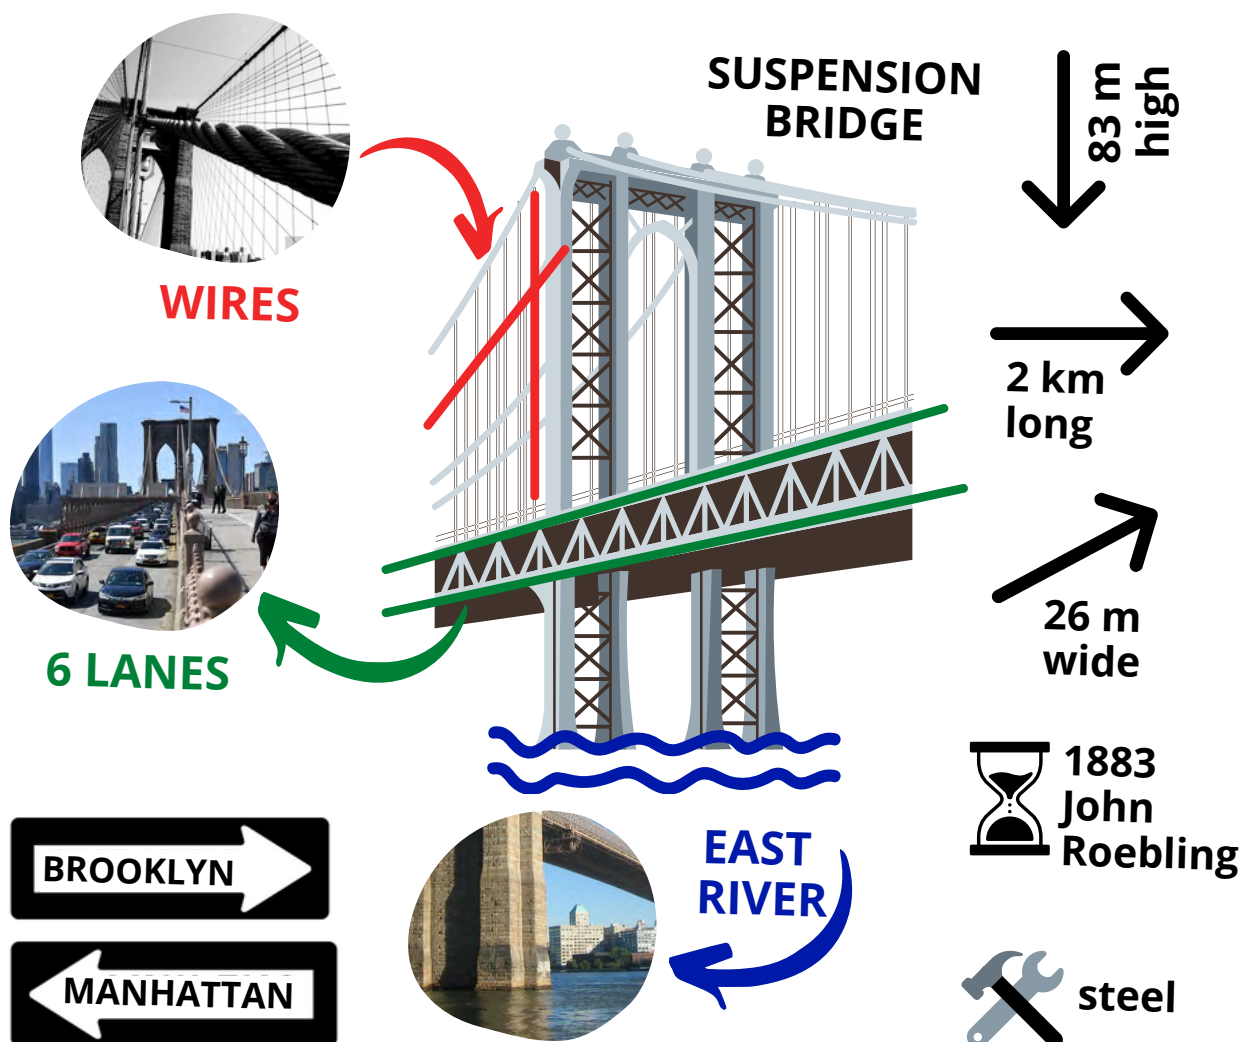 SUSPENSION
BRIDGE
83 m
high
WIRES
2 km
long
6 LANES
26 m
wide
1883
John
Roebling
BROOKLYN
EAST
RIVER
MANHATTAN
steel